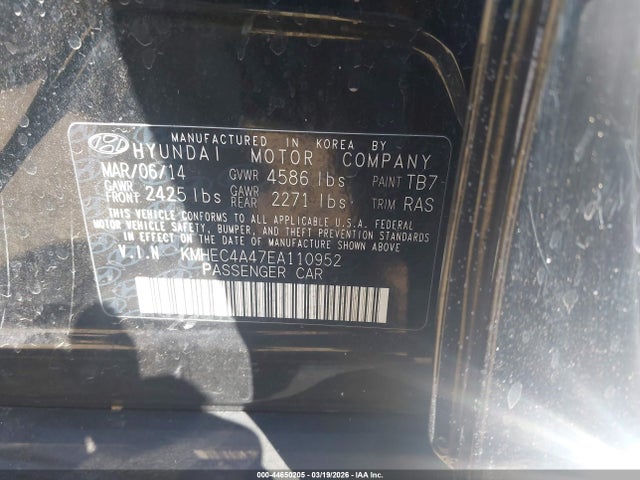 MANUFACTURED IN KOREA BY
HYUNDAI MOTOR COMPANY
MAR/06/14 GVWR 4586 lbs PAINT TB7
GAWR FRONT 2425 lbs GAWR REAR 2271 lbs TRIM RAS
THIS VEHICLE CONFORMS TO ALL APPLICABLE U.S.A. FEDERAL
MOTOR VEHICLE SAFETY, BUMPER, AND THEFT PREVENTION STANDARDS
IN EFFECT ON THE DATE OF MANUFACTURE SHOWN ABOVE
V.I.N KMHEC4A47EA110952
PASSENGER CAR
000-44650205 - 03/19/2026 - IAA Inc.